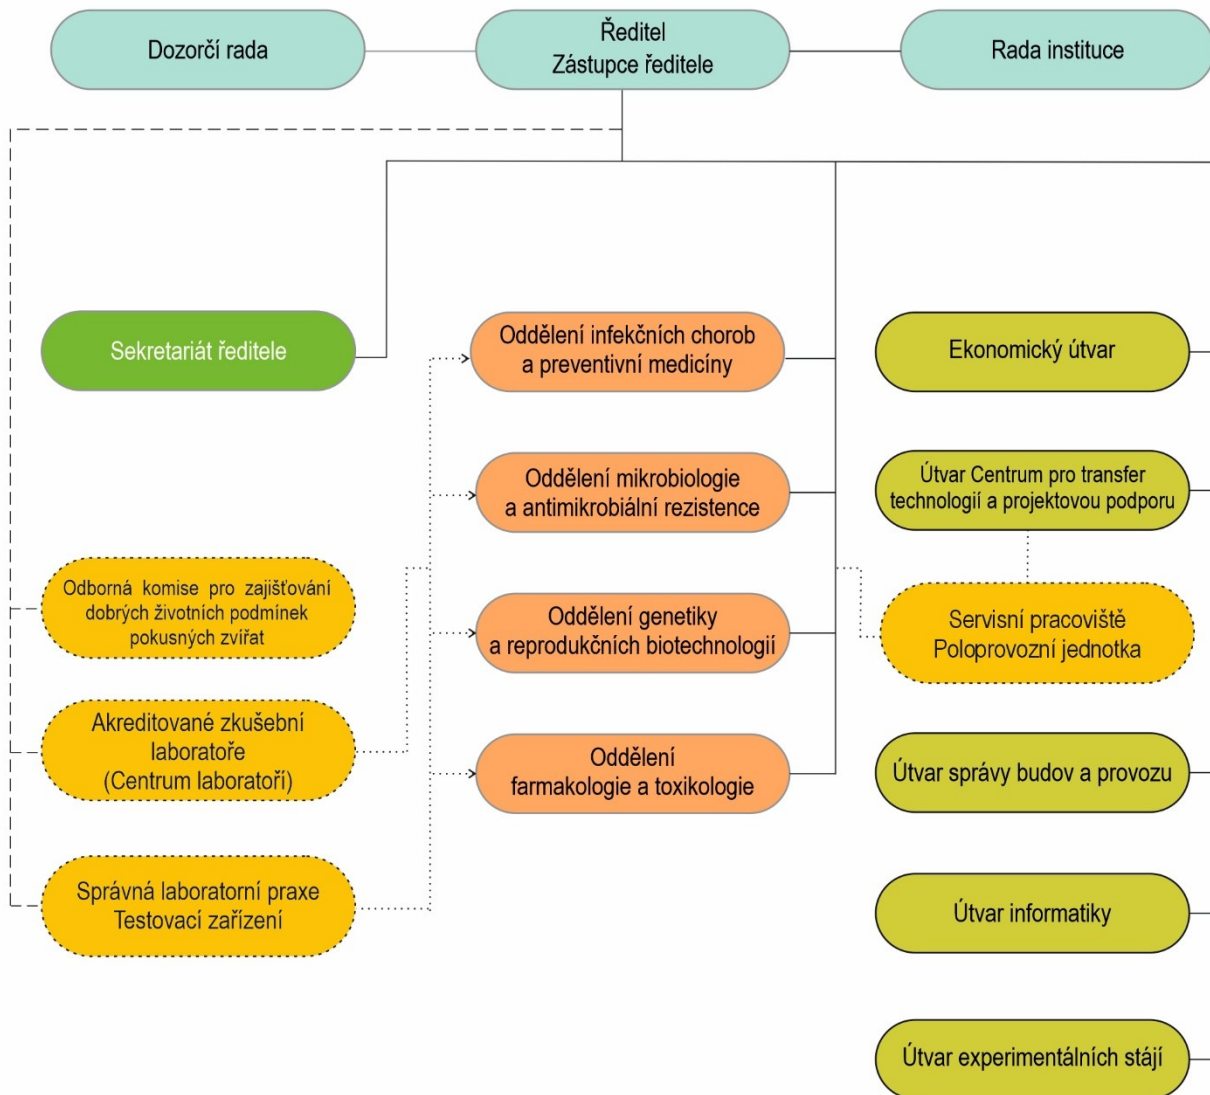 Dozorčí rada
Ředitel
Zástupce ředitele
Rada instituce
Sekretariát ředitele
Oddělení infekčních chorob
a preventivní medicíny
Ekonomický útvar
Oddělení mikrobiologie
a antimikrobiální rezistence
Útvar Centrum pro transfer
technologií a projektovou podporu
Odborná komise pro zajišťování
dobrých životních podmínek
pokusných zvířat
Oddělení genetiky
a reprodukčních biotechnologií
Servisní pracoviště
Poloprovozní jednotka
Akreditované zkušební
laboratoře
(Centrum laboratoří)
Oddělení
farmakologie a toxikologie
Útvar správy budov a provozu
Správná laboratorní praxe
Testovací zařízení
Útvar informatiky
Útvar experimentálních stájí